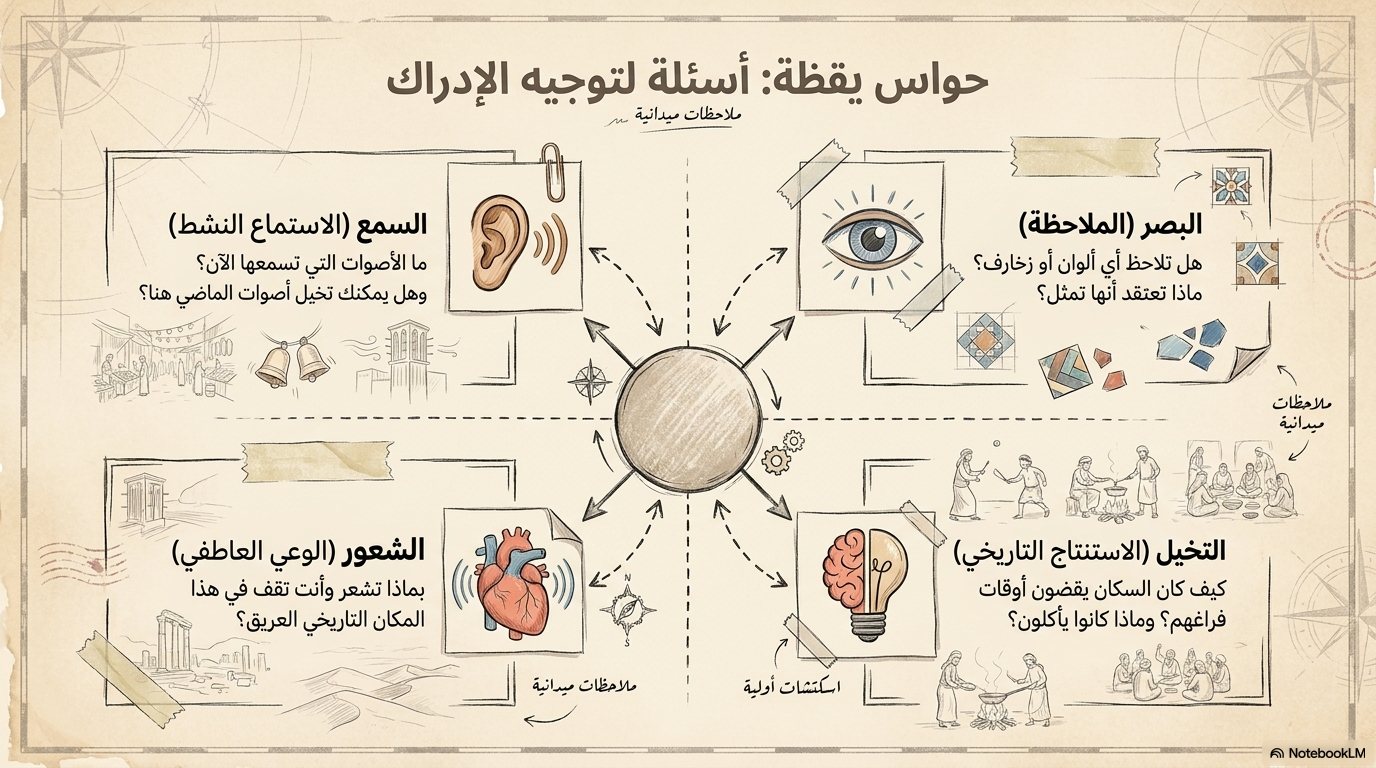 حواس يقظة: أسئلة لتوجيه الإدراك
ملاحظات ميدانية
البصر (الملاحظة)
هل تلاحظ أي ألوان أو زخارف؟
ماذا تعتقد أنها تمثل؟
ملاحظات
ميدانية
السمع (الاستماع النشط)
ما الأصوات التي تسمعها الآن؟
وهل يمكنك تخيل أصوات الماضي هنا؟
التخيل (الاستنتاج التاريخي)
كيف كان السكان يقضون أوقات
فراغهم؟ وماذا كانوا يأكلون؟
اسكتشات أولية
الشعور (الوعي العاطفي)
بماذا تشعر وأنت تقف في هذا
المكان التاريخي العريق؟
N
S
ملاحظات ميدانية
NotebookLM